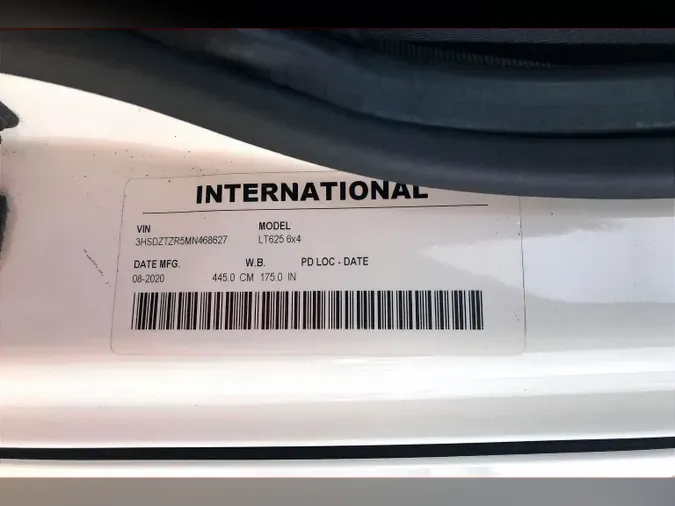 INTERNATIONAL
VIN MODEL
3HSDZTZR5MN468627 LT625 6x4
DATE MFG. W.B. PD LOC - DATE
08-2020 445.0 CM 175.0 IN